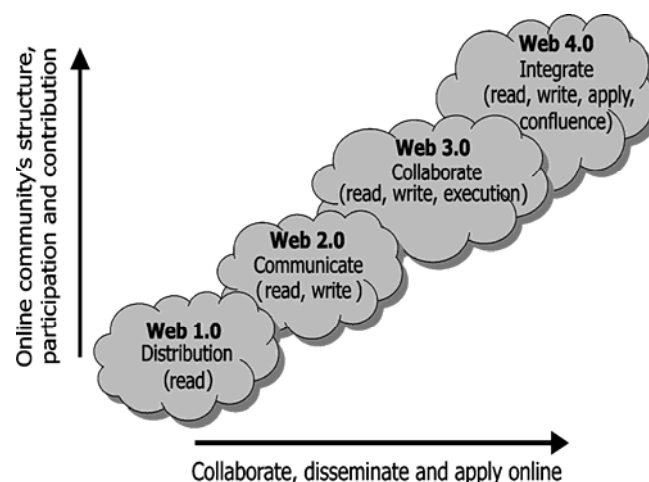 Online community's structure,
participation and contribution
Web 4.0
Integrate
(read, write, apply,
confluence)
Web 3.0
Collaborate
(read, write, execution)
Web 2.0
Communicate
(read, write )
Web 1.0
Distribution
(read)
Collaborate, disseminate and apply online